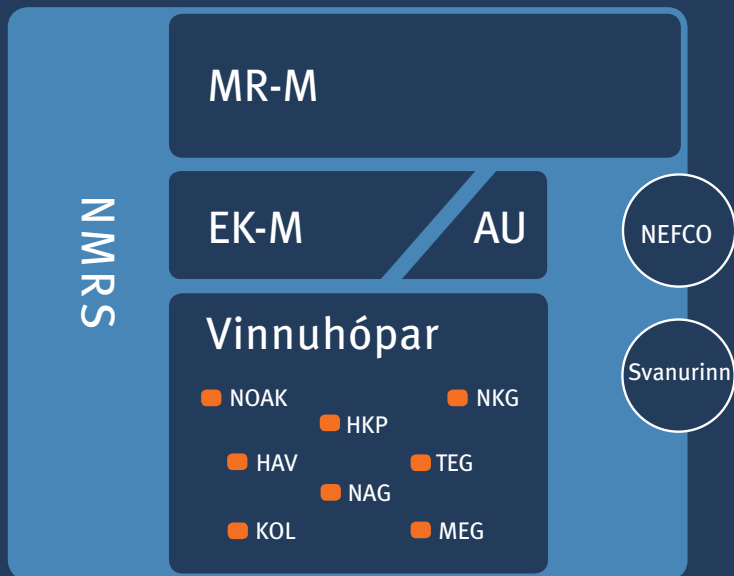 NMRS
MR-M
EK-M
AU
NEFCO
Svanurinn
Vinnuhópar
NOAK
NKG
HKP
HAV
TEG
NAG
KOL
MEG